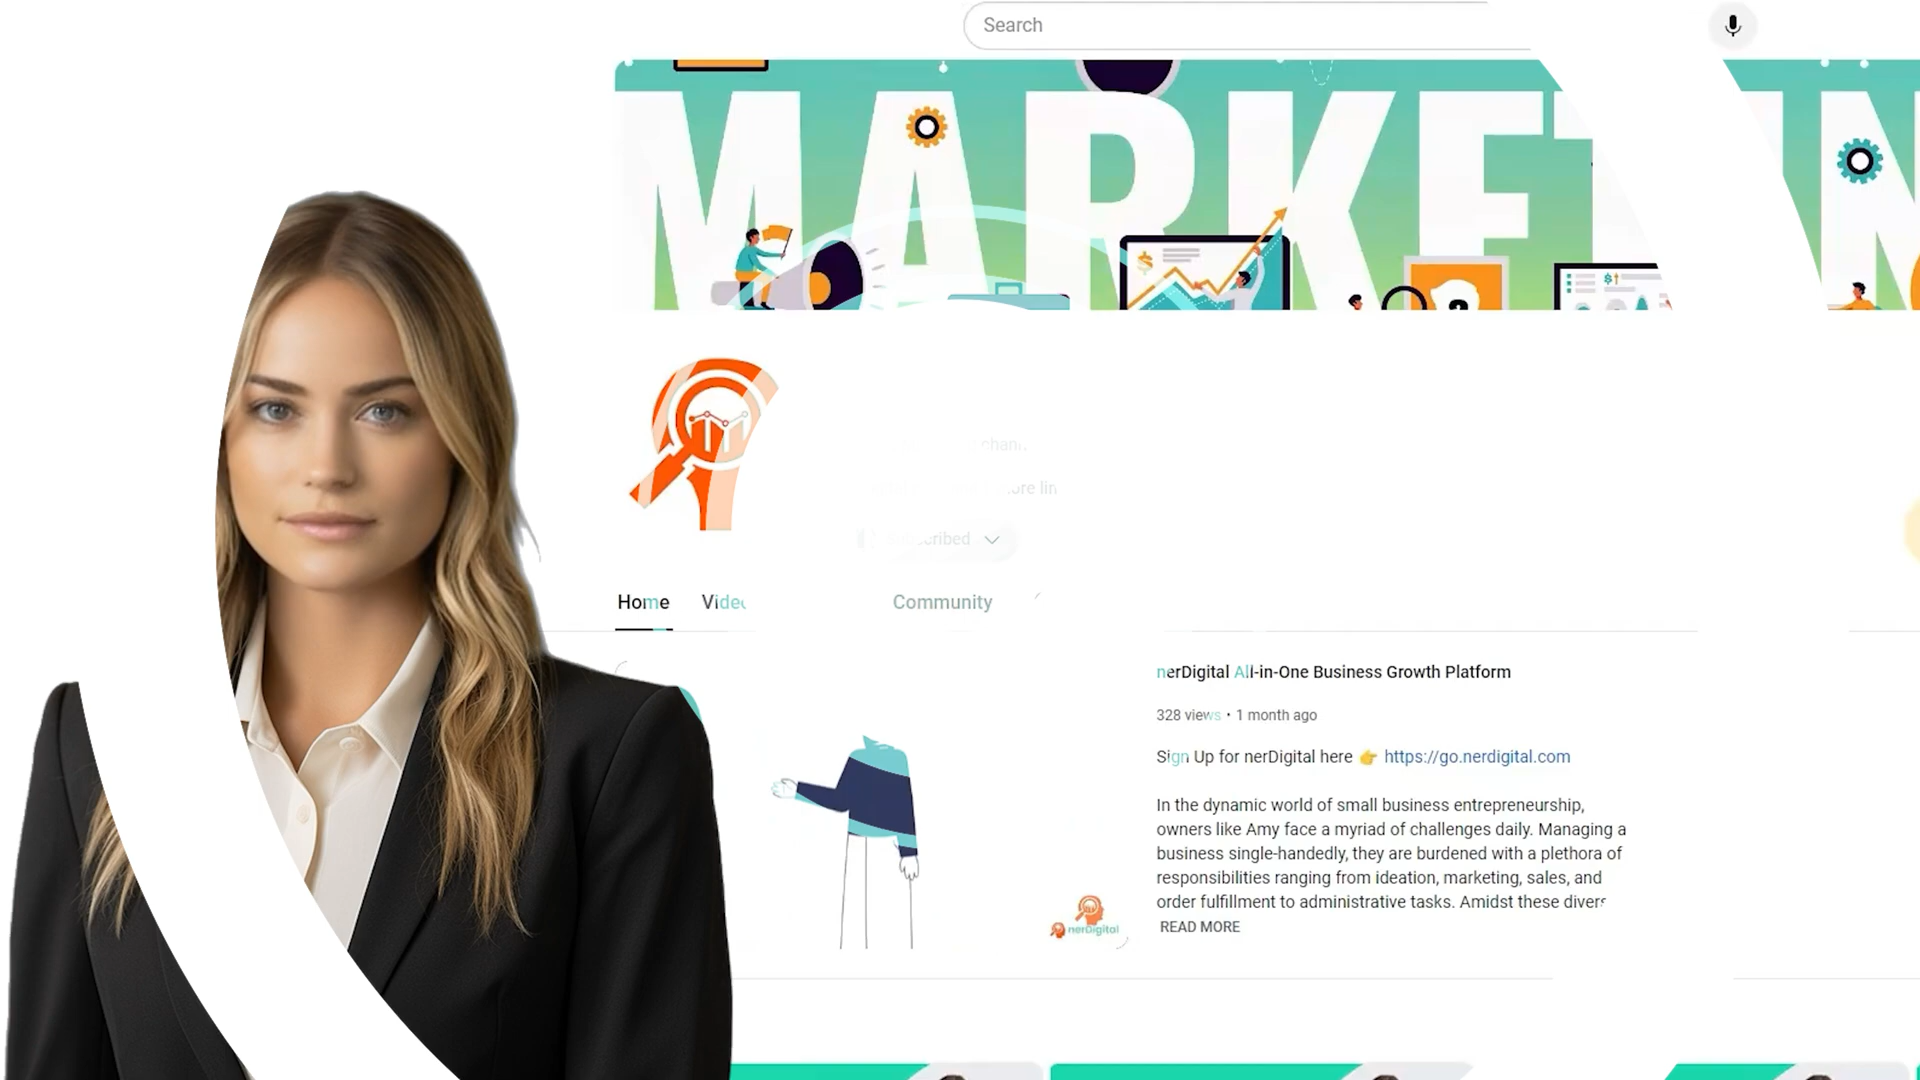 Search
MARKET
Home
Community
nerDigital All-in-One Business Growth Platform
328 views • 1 month ago
Sign Up for nerDigital here 👉 https://go.nerdigital.com
In the dynamic world of small business entrepreneurship,
owners like Amy face a myriad of challenges daily. Managing a
business single-handedly, they are burdened with a plethora of
responsibilities ranging from ideation, marketing, sales, and
order fulfillment to administrative tasks. Amidst these
nerDigital
READ MORE